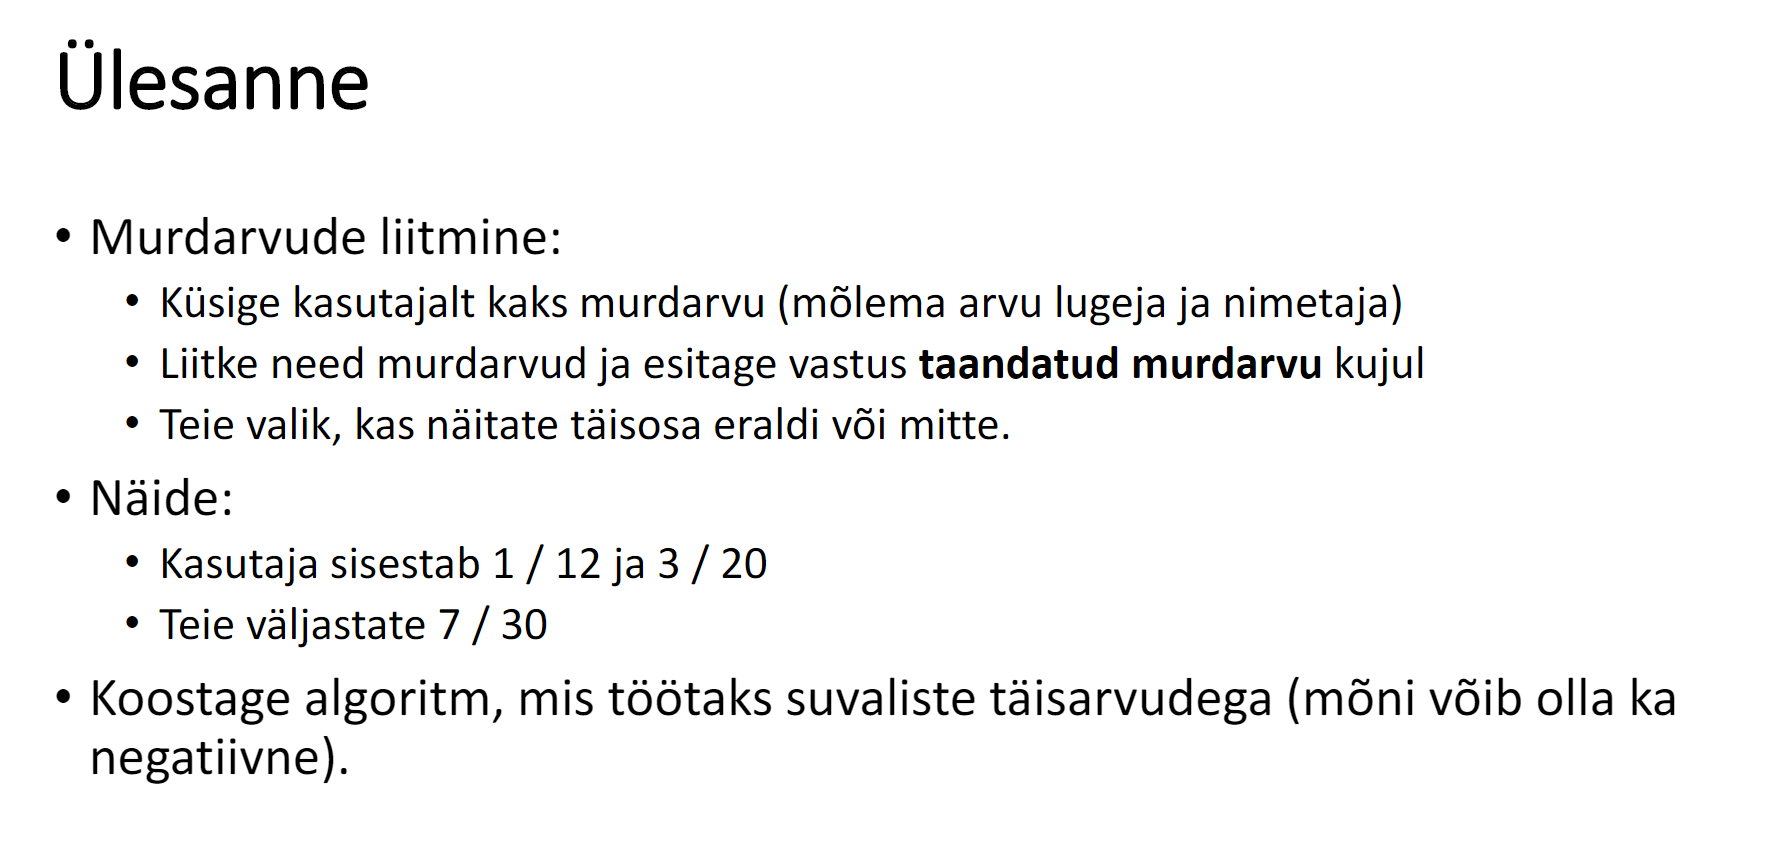 Ülesanne
• Murdarvude liitmine:
• Küsige kasutajalt kaks murdarvu (mõlema arvu lugeja ja nimetaja)
• Liitke need murdarvud ja esitage vastus taandatud murdarvu kujul
• Teie valik, kas näitate täisosa eraldi või mitte.
• Näide:
• Kasutaja sisestab 1 / 12 ja 3 / 20
• Teie väljastate 7 / 30
• Koostage algoritm, mis töötaks suvaliste täisarvudega (mõni võib olla ka
negatiivne).